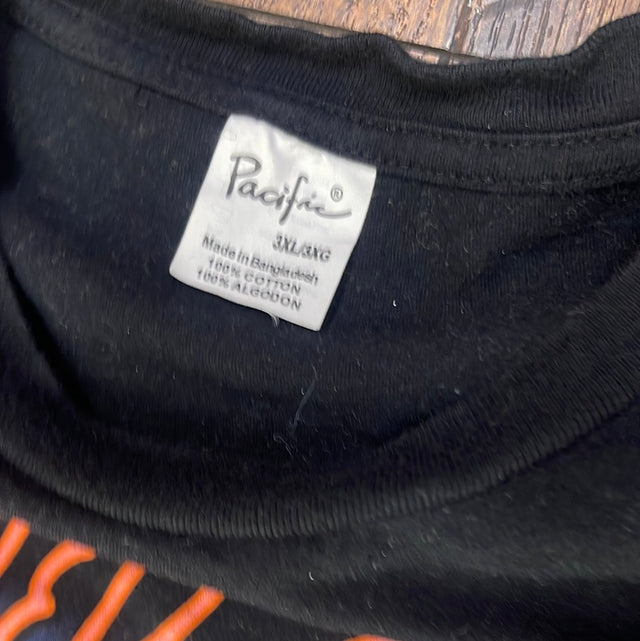 Pacific®
3XL/3XG
Made in Bangladesh
100% COTTON
100% ALGODON